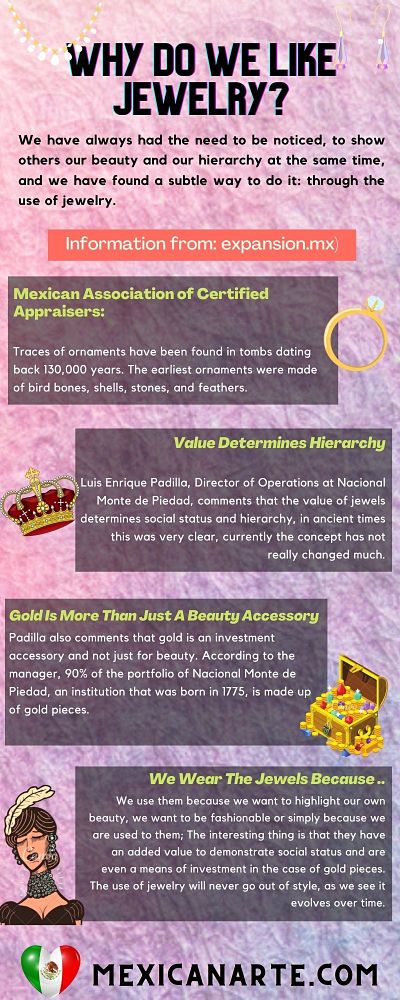 WHY DO WE LIKE
JEWELRY?
We have always had the need to be noticed, to show
others our beauty and our hierarchy at the same time,
and we have found a subtle way to do it: through the
use of jewelry.
Information from: expansion.mx)
Mexican Association of Certified
Appraisers:
Traces of ornaments have been found in tombs dating
back 130,000 years. The earliest ornaments were made
of bird bones, shells, stones, and feathers.
Value Determines Hierarchy
Luis Enrique Padilla, Director of Operations at Nacional
Monte de Piedad, comments that the value of jewels
determines social status and hierarchy, in ancient times
this was very clear, currently the concept has not
really changed much.
Gold Is More Than Just A Beauty Accessory
Padilla also comments that gold is an investment
accessory and not just for beauty. According to the
manager, 90% of the portfolio of Nacional Monte de
Piedad, an institution that was born in 1775, is made up
of gold pieces.
We Wear The Jewels Because ..
We use them because we want to highlight our own
beauty, we want to be fashionable or simply because we
are used to them; The interesting thing is that they have
an added value to demonstrate social status and are
even a means of investment in the case of gold pieces.
The use of jewelry will never go out of style, as we see it
evolves over time.
MEXICANARTE.COM